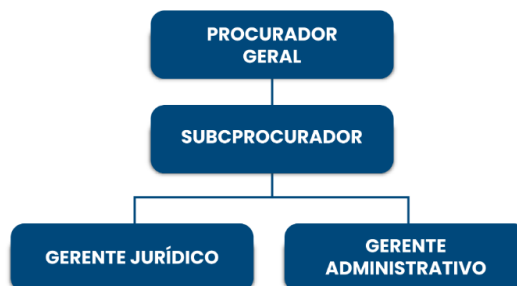 PROCURADOR
GERAL
SUBCPROCURADOR
GERENTE JURÍDICO
GERENTE
ADMINISTRATIVO